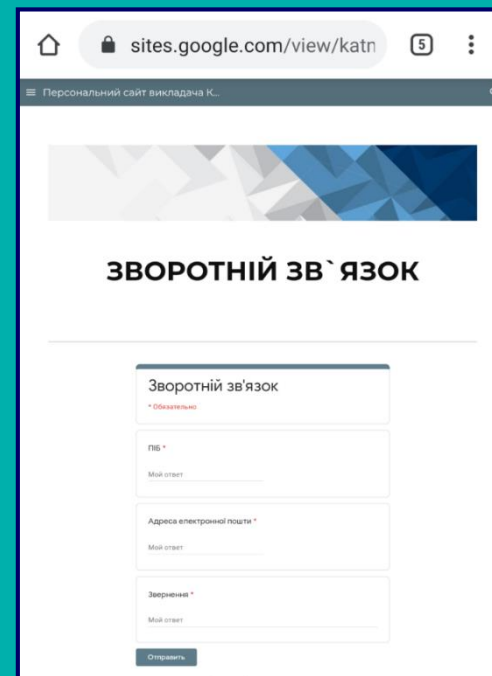 sites.google.com/view/katn
5
Персональний сайт викладача К...
ЗВОРОТНІЙ ЗВ`ЯЗОК
Зворотній зв'язок
* Обязательно
ПІБ *
Мой ответ
Адреса електронної пошти *
Мой ответ
Звернення *
Мой ответ
Отправить